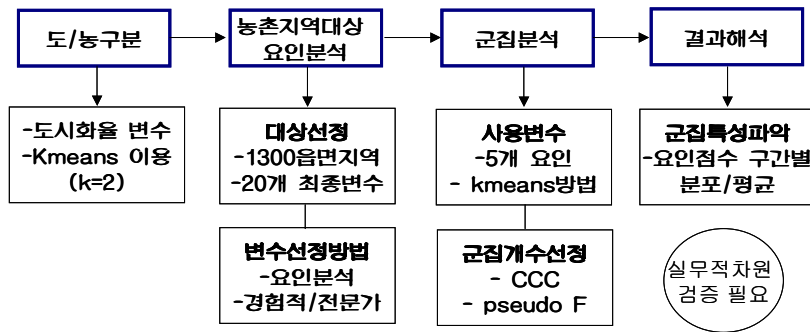 도/농구분
농촌지역대상
요인분석
군집분석
결과해석
-도시화율 변수
-Kmeans 이용
(k=2)
대상선정
-1300읍면지역
-20개 최종변수
사용변수
-5개 요인
- kmeans방법
군집특성파악
-요인점수 구간별
분포/평균
변수선정방법
-요인분석
-경험적/전문가
군집개수선정
- CCC
- pseudo F
실무적차원
검증 필요